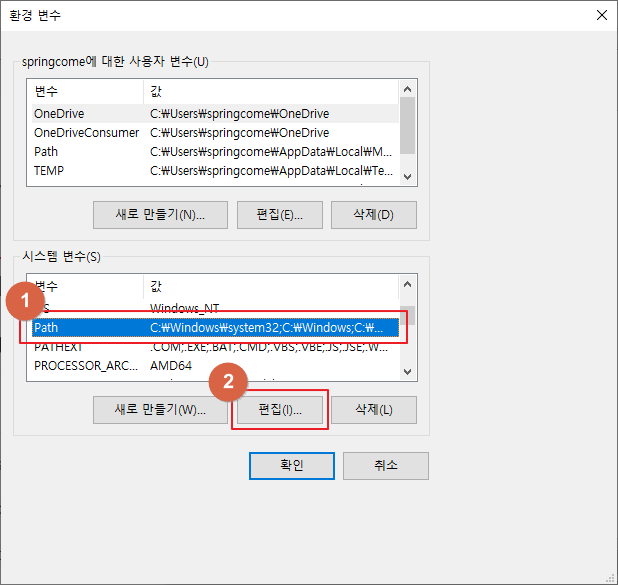 환경 변수
springcome에 대한 사용자 변수(U)
변수 값
OneDrive C:₩Users₩springcome₩OneDrive
OneDriveConsumer C:₩Users₩springcome₩OneDrive
Path C:₩Users₩springcome₩AppData₩Local₩M...
TEMP C:₩Users₩springcome₩AppData₩Local₩Te...
새로 만들기(N)... 편집(E)... 삭제(D)
시스템 변수(S)
변수 값
1
Windows_NT
Path C:₩Windows₩system32;C:₩Windows;C:₩...
PATHEXT .COM;.EXE;.BAT;.CMD;.VBS;.VBE;.JS;.JSE;.W...
PROCESSOR_ARC... AMD64
2
새로 만들기(W)... 편집(I)... 삭제(L)
확인 취소